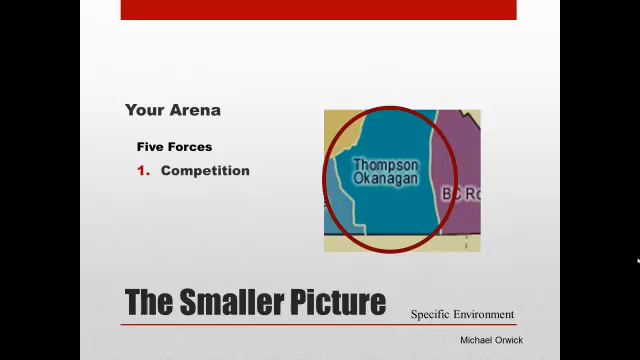 Your Arena
Five Forces
1. Competition
Thompson
Okanagan
BC Ro
The Smaller Picture
Specific Environment
Michael Orwick